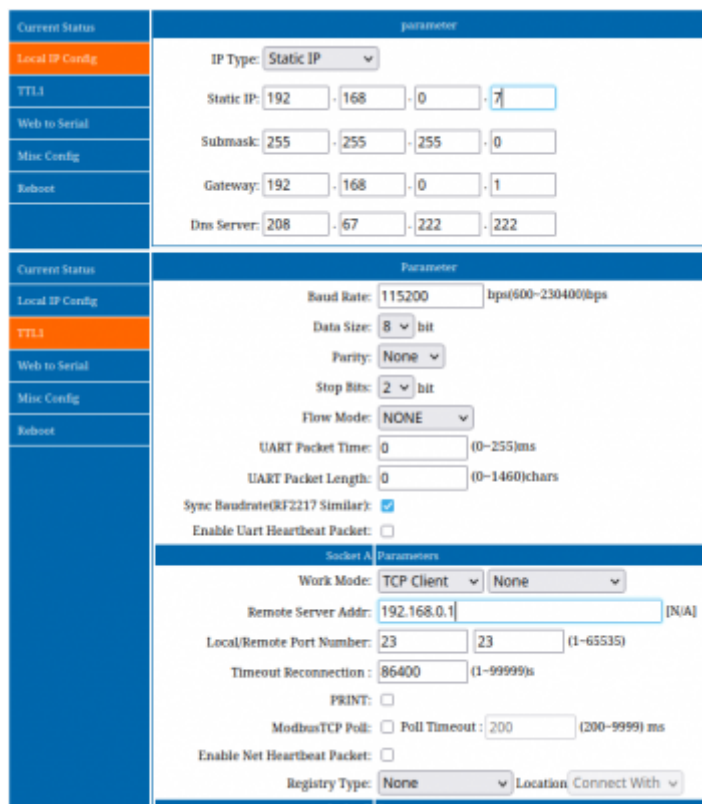 Current Status
parameter
Local IP Config
IP Type: Static IP
TTL1
Static IP: 192 . 168 . 0 . 7
Web to Serial
Submask: 255 . 255 . 255 . 0
Misc Config
Reboot
Gateway: 192 . 168 . 0 . 1
Dns Server: 208 . 67 . 222 . 222
Current Status
Parameter
Local IP Config
Baud Rate: 115200 bps(600~230400)bps
TTL1
Data Size: 8 bit
Web to Serial
Parity: None
Misc Config
Stop Bits: 2 bit
Reboot
Flow Mode: NONE
UART Packet Time: 0 (0~255)ms
UART Packet Length: 0 (0~1460)chars
Sync Baudrate(RF2217 Similar):
Enable Uart Heartbeat Packet:
Socket A Parameters
Work Mode: TCP Client None
Remote Server Addr: 192.168.0.1 [N/A]
Local/Remote Port Number: 23 23 (1~65535)
Timeout Reconnection : 86400 (1~99999)s
PRINT:
ModbusTCP Poll: Poll Timeout : 200 (200~9999) ms
Enable Net Heartbeat Packet:
Registry Type: None Location Connect With